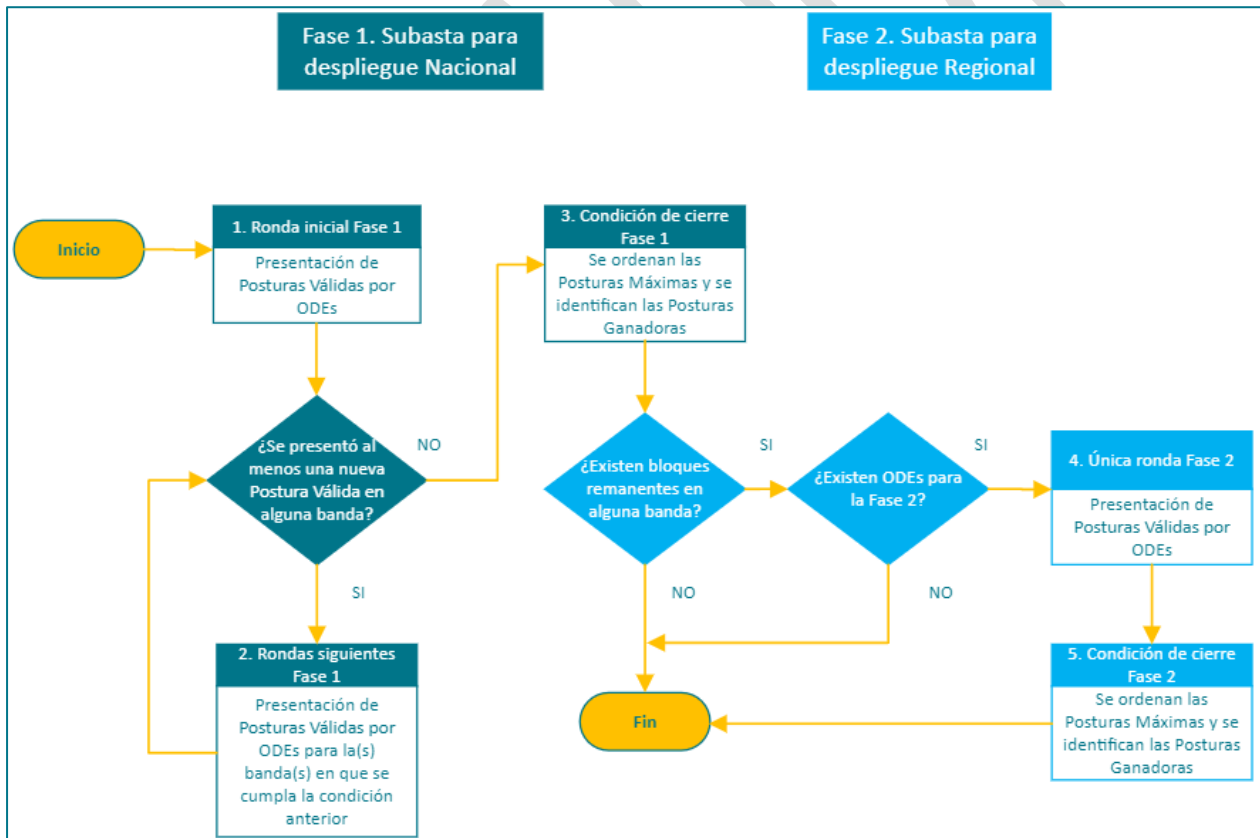 Fase 1. Subasta para
despliegue Nacional
Fase 2. Subasta para
despliegue Regional
Inicio
1. Ronda inicial Fase 1
Presentación de
Posturas Válidas por
ODEs
¿Se presentó al
menos una nueva
Postura Válida en
alguna banda?
NO
SI
2. Rondas siguientes
Fase 1
Presentación de
Posturas Válidas por
ODEs para la(s)
banda(s) en que se
cumpla la condición
anterior
3. Condición de cierre
Fase 1
Se ordenan las
Posturas Máximas y se
identifican las Posturas
Ganadoras
¿Existen bloques
remanentes en
alguna banda?
SI
NO
¿Existen ODEs para
la Fase 2?
SI
NO
4. Única ronda Fase 2
Presentación de
Posturas Válidas por
ODEs
5. Condición de cierre
Fase 2
Se ordenan las
Posturas Máximas y se
identifican las Posturas
Ganadoras
Fin